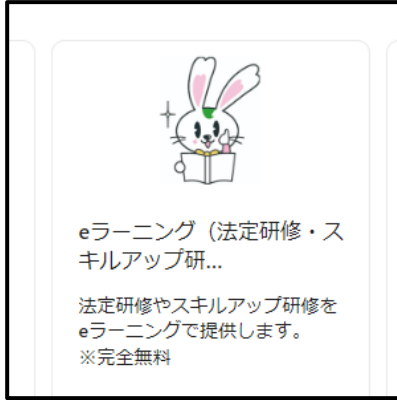 eラーニング（法定研修・ス
キルアップ研...
法定研修やスキルアップ研修を
eラーニングで提供します。
※完全無料